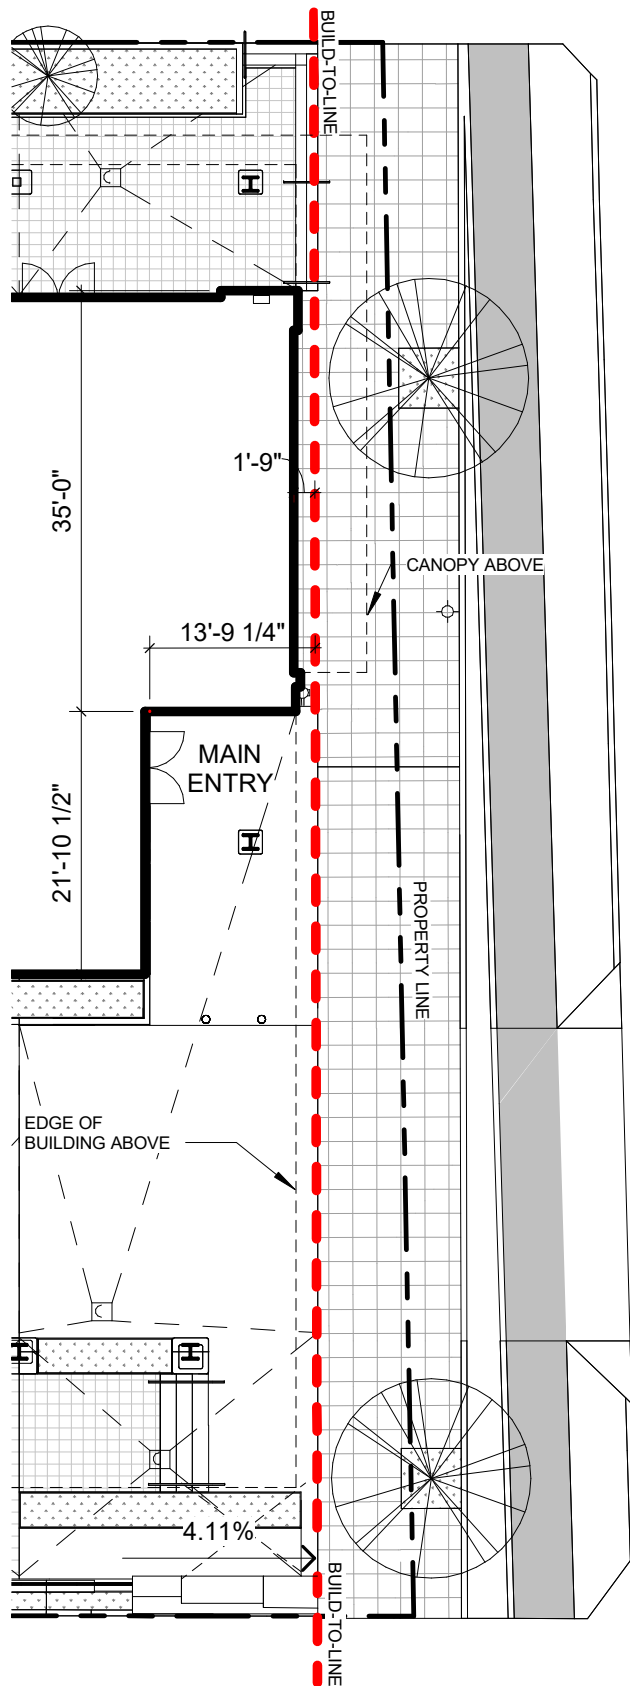 BUILD-TO-LINE
1'-9"
35'-0"
CANOPY ABOVE
13'-9 1/4"
MAIN
ENTRY
21'-10 1/2"
PROPERTY LINE
EDGE OF
BUILDING ABOVE
4.11%
BUILD-TO-LINE